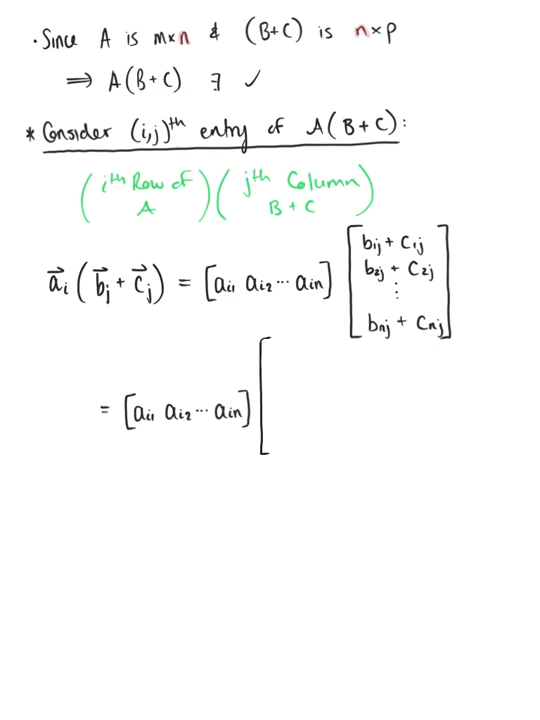 · Since A is m×n & (B+C) is n×p
⇒ A(B+C) ∃ ✓
* Consider (i,j)ᵗʰ entry of A(B+C):
(iᵗʰ Row of A)(jᵗʰ Column B+C)
a⃗ᵢ(b⃗ⱼ + c⃗ⱼ) = [aᵢ₁ aᵢ₂ ··· aᵢₙ] [b₁ⱼ + c₁ⱼ
b₂ⱼ + c₂ⱼ
⋮
bₙⱼ + cₙⱼ]
= [aᵢ₁ aᵢ₂ ··· aᵢₙ] [